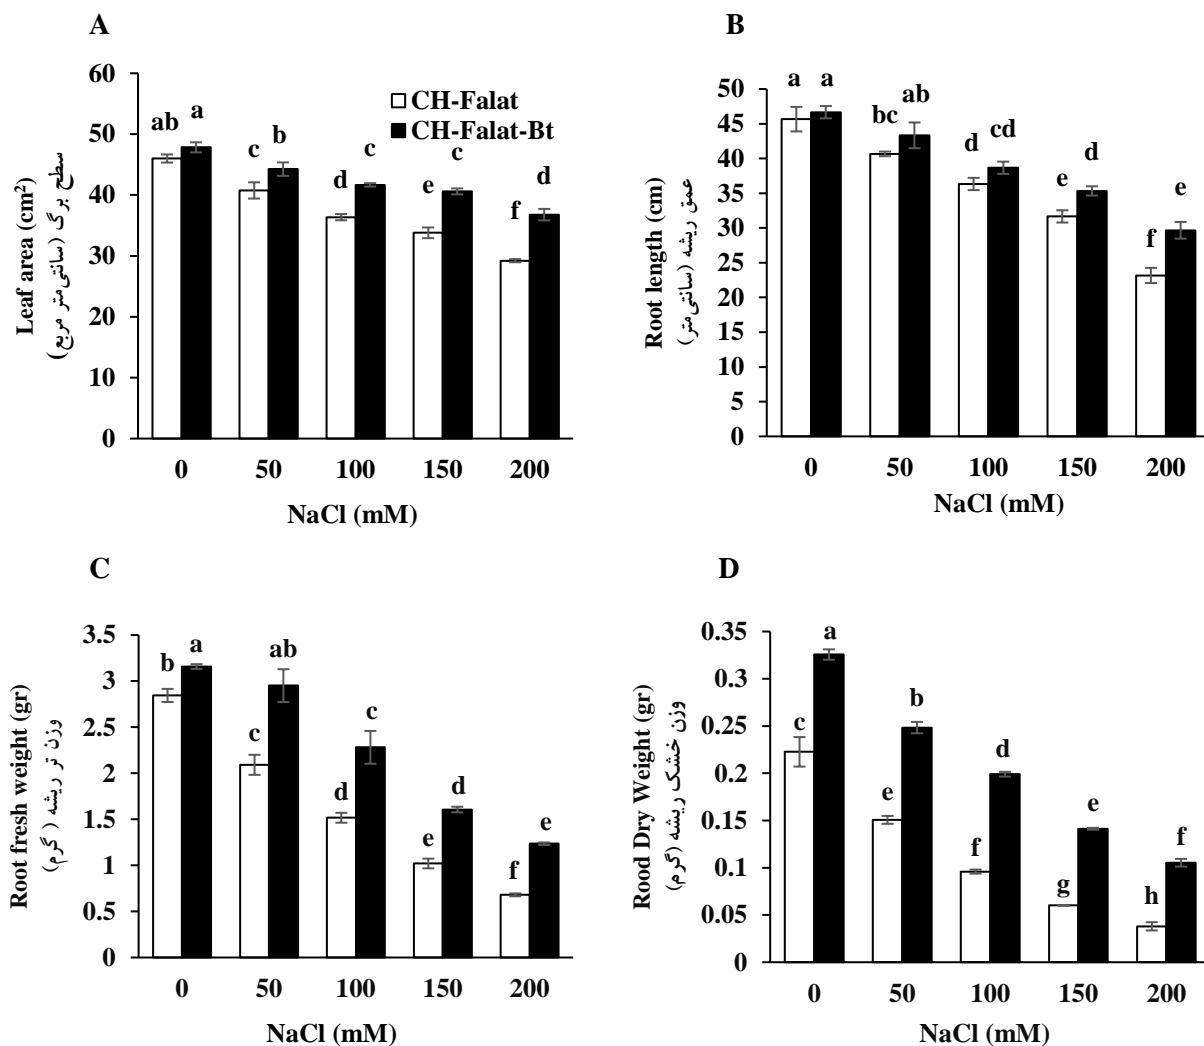 A
60
50
40
30
20
10
0
Leaf area (cm²)
سطح برگ (سانتی‌متر مربع)
CH-Falat
CH-Falat-Bt
ab a
c b
d c
e c
f d
0 50 100 150 200
NaCl (mM)
B
50
45
40
35
30
25
20
15
10
5
0
Root length (cm)
عمق ریشه (سانتی‌متر)
a a
bc ab
d cd
e d
f e
0 50 100 150 200
NaCl (mM)
C
3.5
3
2.5
2
1.5
1
0.5
0
Root fresh weight (gr)
وزن تر ریشه ( گرم)
b a
c ab
d c
e d
f e
0 50 100 150 200
NaCl (mM)
D
0.35
0.3
0.25
0.2
0.15
0.1
0.05
0
Rood Dry Weight (gr)
وزن خشک ریشه (گرم)
c a
e b
f d
g e
h f
0 50 100 150 200
NaCl (mM)